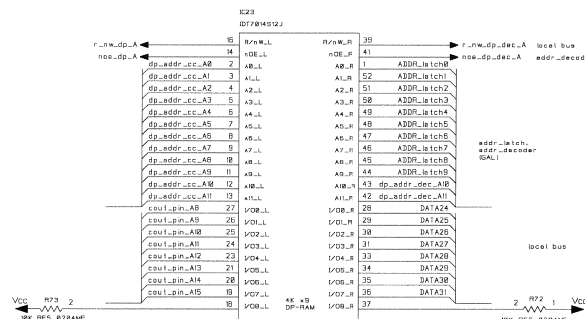 IC23
IDT7014S12J
r_nw_dp_A 16 R/nW_L R/nW_R 39 r_nw_dp_dec_A local bus
noe_dp_A 14 nOE_L nOE_R 41 noe_dp_dec_A addr_decod
dp_addr_cc_A0 2 A0_L A0_R 1 ADDR_latch0
dp_addr_cc_A1 3 A1_L A1_R 52 ADDR_latch1
dp_addr_cc_A2 4 A2_L A2_R 51 ADDR_latch2
dp_addr_cc_A3 5 A3_L A3_R 50 ADDR_latch3
dp_addr_cc_A4 6 A4_L A4_R 49 ADDR_latch4
dp_addr_cc_A5 7 A5_L A5_R 48 ADDR_latch5
dp_addr_cc_A6 8 A6_L A6_R 47 ADDR_latch6
dp_addr_cc_A7 9 A7_L A7_R 46 ADDR_latch7
dp_addr_cc_A8 10 A8_L A8_R 45 ADDR_latch8
dp_addr_cc_A9 11 A9_L A9_R 44 ADDR_latch9
dp_addr_cc_A10 12 A10_L A10_R 43 dp_addr_dec_A10
dp_addr_cc_A11 13 A11_L A11_R 42 dp_addr_dec_A11
addr_latch.
addr_decoder
(GAL)
cout_pin_A8 27 I/O0_L I/O0_R 28 DATA24
cout_pin_A9 26 I/O1_L I/O1_R 29 DATA25
cout_pin_A10 25 I/O2_L I/O2_R 30 DATA26
cout_pin_A11 24 I/O3_L I/O3_R 31 DATA27
cout_pin_A12 23 I/O4_L I/O4_R 33 DATA28
cout_pin_A13 21 I/O5_L I/O5_R 34 DATA29
cout_pin_A14 20 I/O6_L I/O6_R 35 DATA30
cout_pin_A15 19 I/O7_L I/O7_R 36 DATA31
local bus
VCC R73 2 18 I/O8_L 4K x9 I/O8_R 37 2 R72 1 VCC
DP-RAM
10K RES